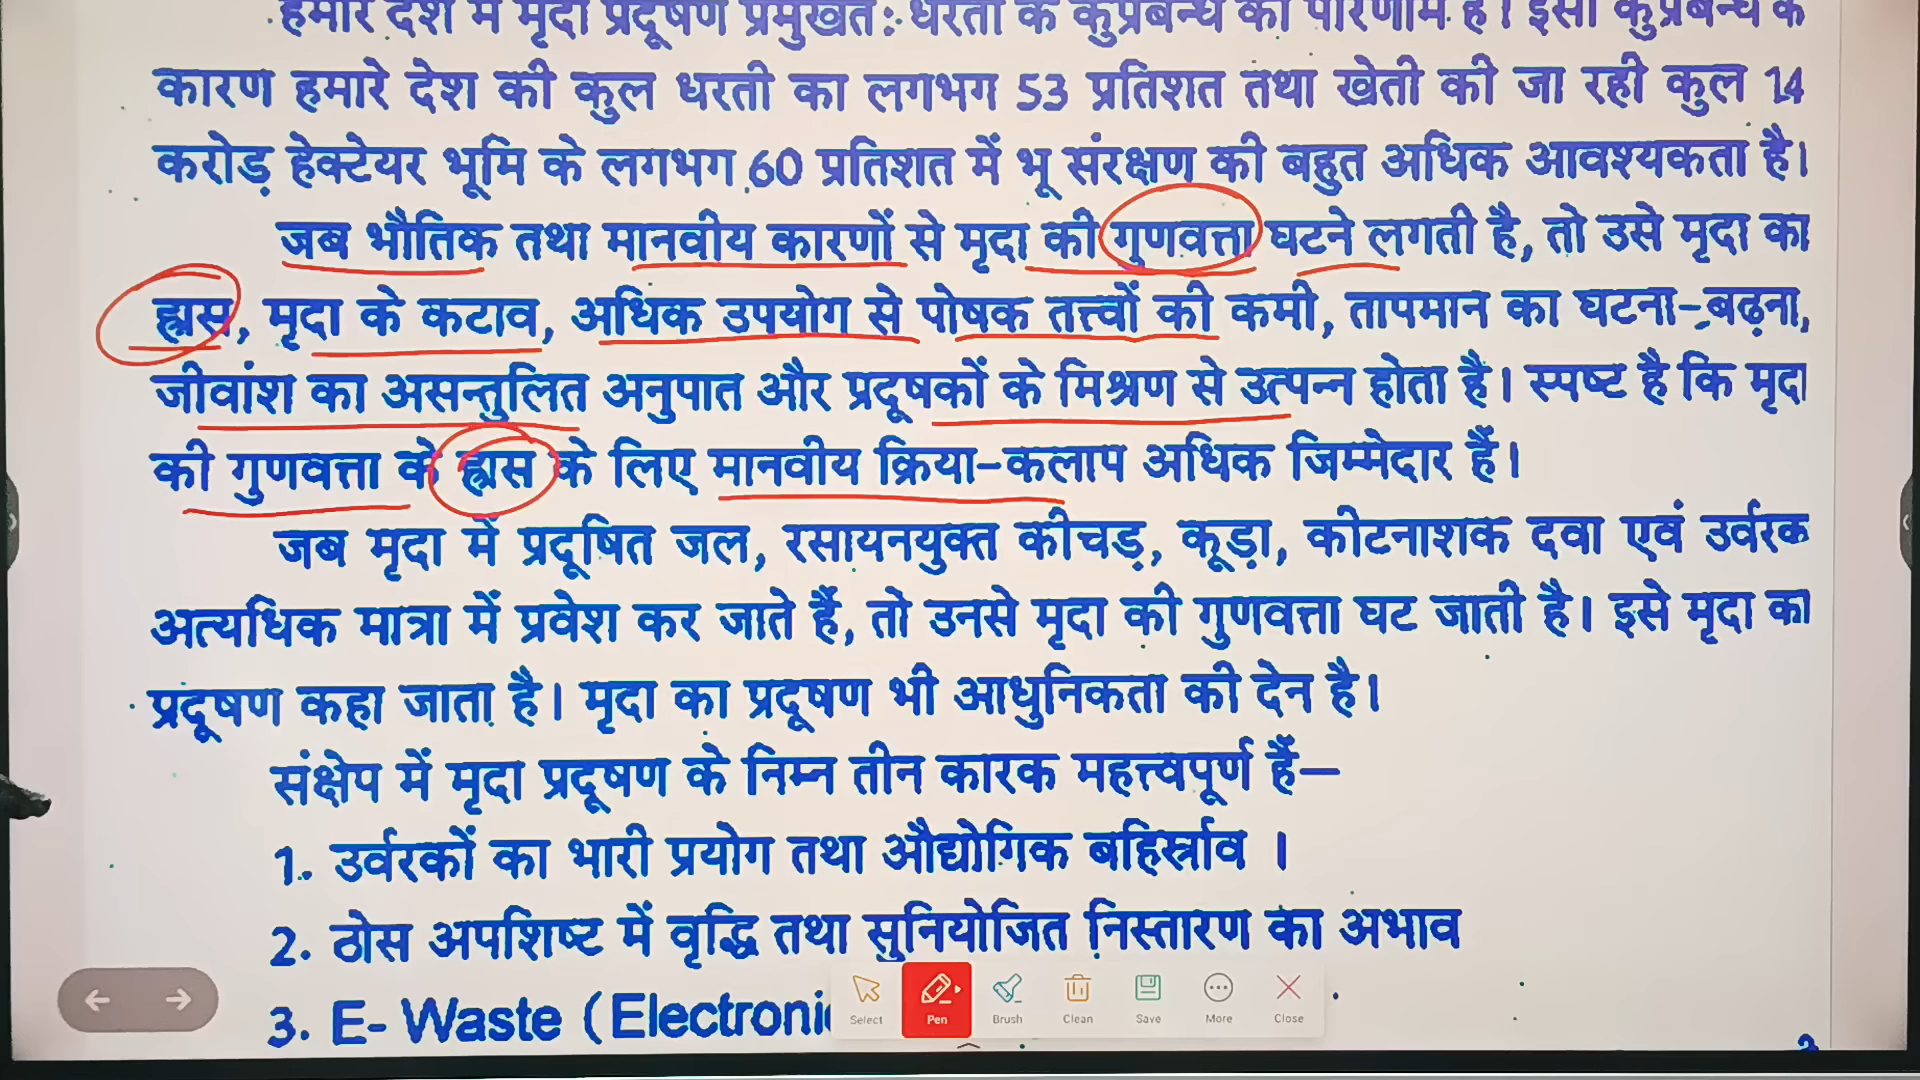 हमारे देश में मृदा प्रदूषण प्रमुखतः धरती के कुप्रबन्ध का परिणाम है। इसी कुप्रबन्ध के
कारण हमारे देश की कुल धरती का लगभग 53 प्रतिशत तथा खेती की जा रही कुल 14
करोड़ हेक्टेयर भूमि के लगभग 60 प्रतिशत में भू संरक्षण की बहुत अधिक आवश्यकता है।
जब भौतिक तथा मानवीय कारणों से मृदा की गुणवत्ता घटने लगती है, तो उसे मृदा का
ह्रास, मृदा के कटाव, अधिक उपयोग से पोषक तत्त्वों की कमी, तापमान का घटना-बढ़ना,
जीवांश का असन्तुलित अनुपात और प्रदूषकों के मिश्रण से उत्पन्न होता है। स्पष्ट है कि मृदा
की गुणवत्ता के ह्रास के लिए मानवीय क्रिया-कलाप अधिक जिम्मेदार हैं।
जब मृदा में प्रदूषित जल, रसायनयुक्त कीचड़, कूड़ा, कीटनाशक दवा एवं उर्वरक
अत्यधिक मात्रा में प्रवेश कर जाते हैं, तो उनसे मृदा की गुणवत्ता घट जाती है। इसे मृदा का
प्रदूषण कहा जाता है। मृदा का प्रदूषण भी आधुनिकता की देन है।
संक्षेप में मृदा प्रदूषण के निम्न तीन कारक महत्त्वपूर्ण हैं—
1. उर्वरकों का भारी प्रयोग तथा औद्योगिक बहिर्स्राव ।
2. ठोस अपशिष्ट में वृद्धि तथा सुनियोजित निस्तारण का अभाव
3. E- Waste (Electronic
Select Pen Brush Clean Save More Close